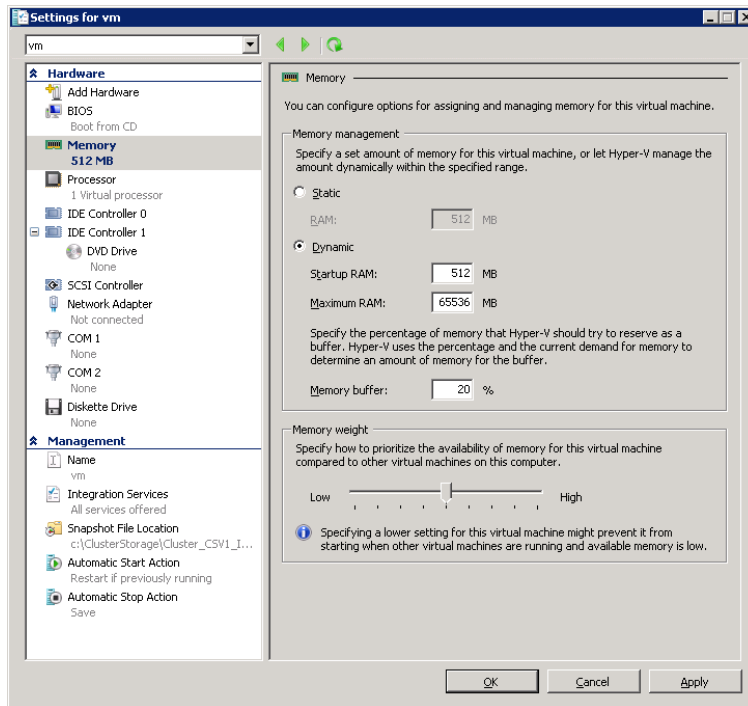 Settings for vm
vm
Hardware
Add Hardware
BIOS
Boot from CD
Memory
512 MB
Processor
1 Virtual processor
IDE Controller 0
IDE Controller 1
DVD Drive
None
SCSI Controller
Network Adapter
Not connected
COM 1
None
COM 2
None
Diskette Drive
None
Management
Name
vm
Integration Services
All services offered
Snapshot File Location
c:\ClusterStorage\Cluster_CSV1_I...
Automatic Start Action
Restart if previously running
Automatic Stop Action
Save
Memory
You can configure options for assigning and managing memory for this virtual machine.
Memory management
Specify a set amount of memory for this virtual machine, or let Hyper-V manage the
amount dynamically within the specified range.
Static
RAM: 512 MB
Dynamic
Startup RAM: 512 MB
Maximum RAM: 65536 MB
Specify the percentage of memory that Hyper-V should try to reserve as a
buffer. Hyper-V uses the percentage and the current demand for memory to
determine an amount of memory for the buffer.
Memory buffer: 20 %
Memory weight
Specify how to prioritize the availability of memory for this virtual machine
compared to other virtual machines on this computer.
Low High
Specifying a lower setting for this virtual machine might prevent it from
starting when other virtual machines are running and available memory is low.
OK Cancel Apply